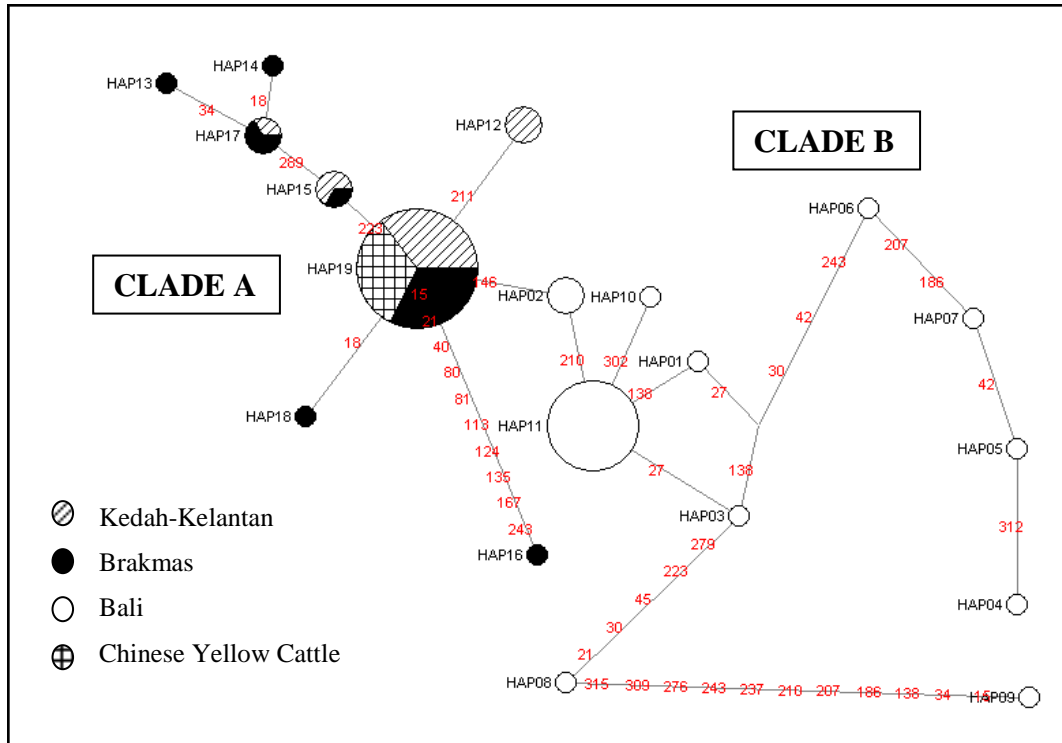 HAP14
HAP13
18
34
HAP17
HAP12
CLADE B
289
HAP15
211
HAP06
207
223
HAP19
243
186
CLADE A
146
HAP02
HAP10
15
21
42
HAP07
18
40
210
302
HAP01
80
30
42
81
138
27
HAP18
113
HAP11
124
HAP05
135
27
138
167
HAP03
312
243
279
HAP16
223
45
HAP04
30
21
HAP08
315 309 276 243 237 210 207 186 138 34 15
HAP09
Kedah-Kelantan
Brakmas
Bali
Chinese Yellow Cattle